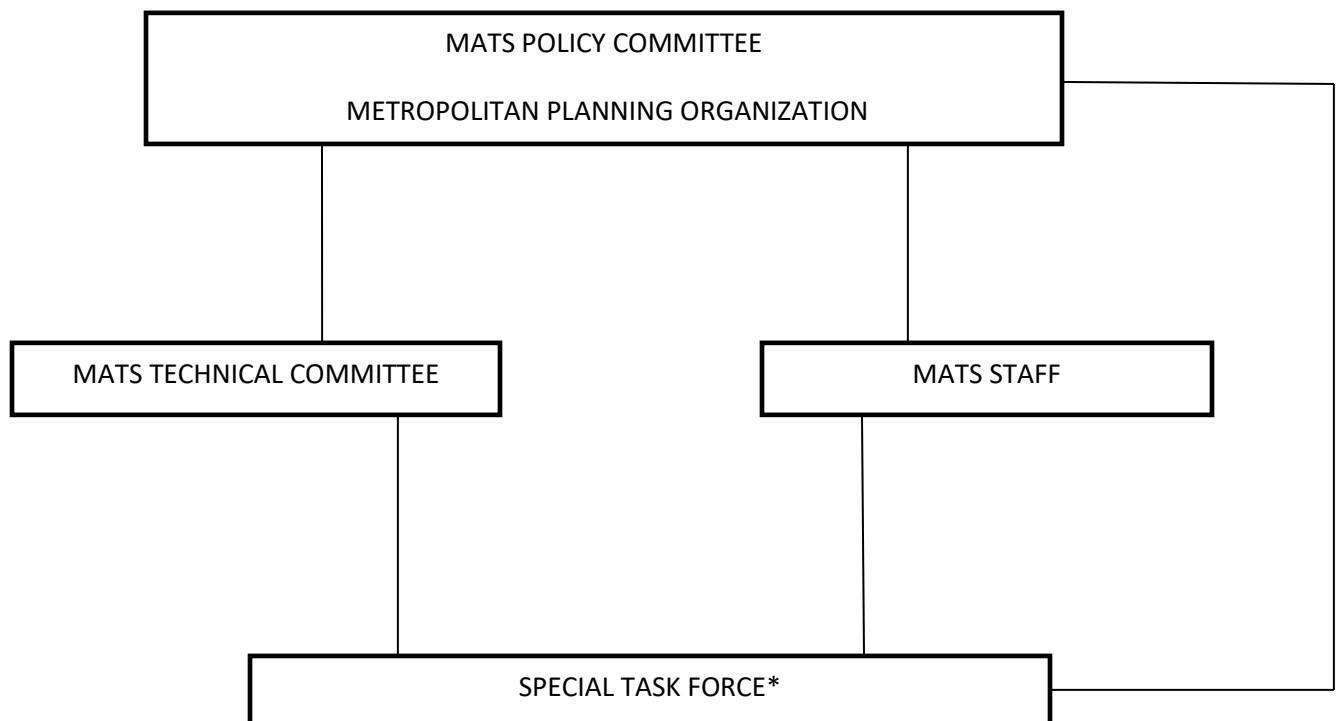 MATS POLICY COMMITTEE
METROPOLITAN PLANNING ORGANIZATION
MATS TECHNICAL COMMITTEE
MATS STAFF
SPECIAL TASK FORCE*